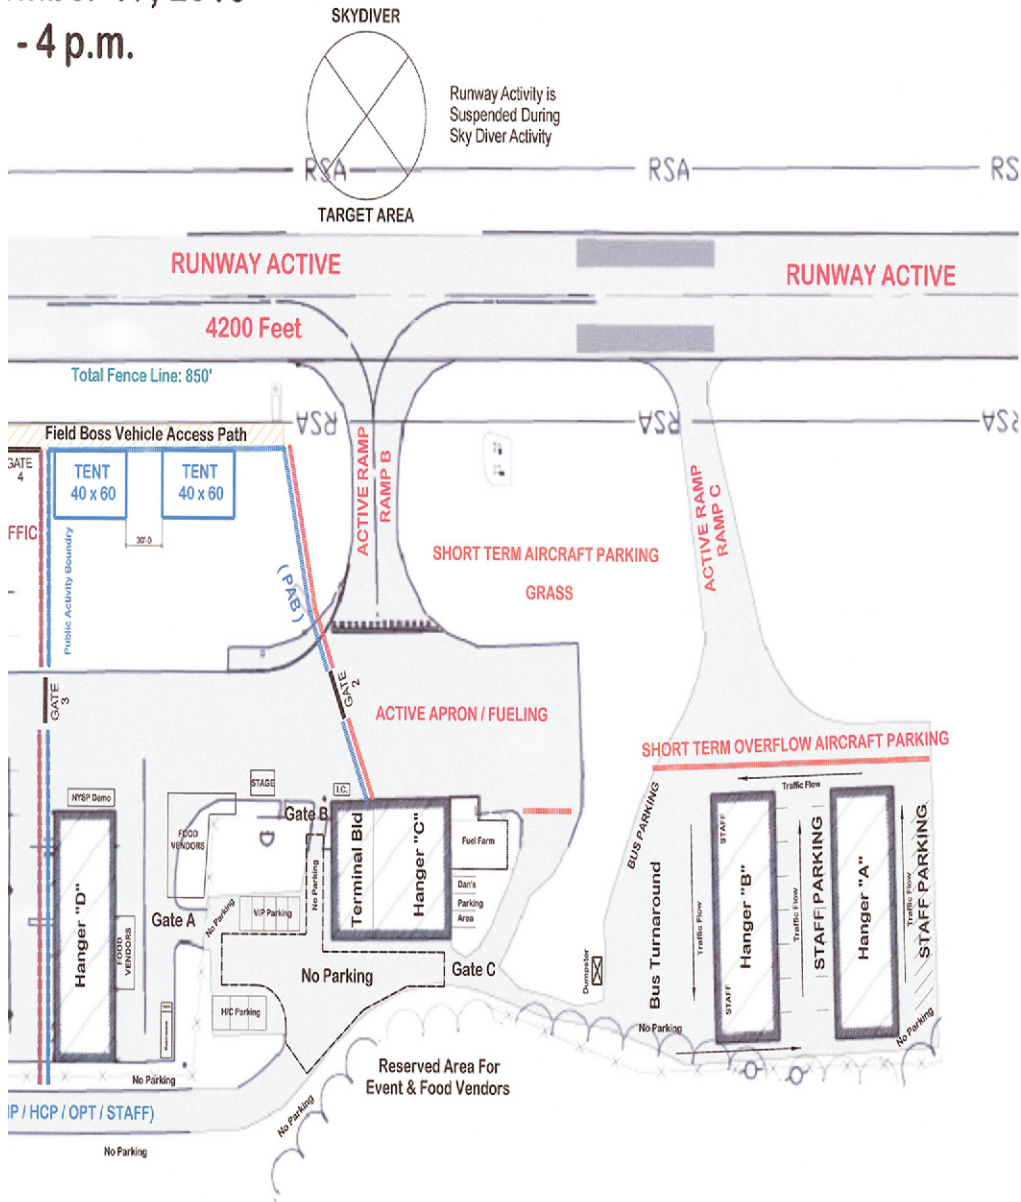 - 4 p.m.
SKYDIVER
Runway Activity is
Suspended During
Sky Diver Activity
RSA
RSA
RS
TARGET AREA
RUNWAY ACTIVE
RUNWAY ACTIVE
4200 Feet
Total Fence Line: 850'
RSA
RSA
RSA
Field Boss Vehicle Access Path
GATE
4
TENT
40 x 60
TENT
40 x 60
30'-0
FFIC
Public Activity Boundry
( PAB )
ACTIVE RAMP
RAMP B
ACTIVE RAMP
RAMP C
SHORT TERM AIRCRAFT PARKING
GRASS
GATE
3
GATE
2
ACTIVE APRON / FUELING
SHORT TERM OVERFLOW AIRCRAFT PARKING
NYSP Demo
STAGE
I.C.
Gate B
FOOD
VENDORS
No Parking
Terminal Bld
Hanger "C"
Fuel Farm
Dan's
Parking
Area
BUS PARKING
Traffic Flow
STAFF
Hanger "B"
STAFF
Traffic Flow
Traffic Flow
STAFF PARKING
Hanger "A"
Traffic Flow
STAFF PARKING
Hanger "D"
FOOD
VENDORS
Gate A
No Parking
VIP Parking
No Parking
Gate C
Dumpster
Bus Turnaround
H/C Parking
No Parking
No Parking
Reserved Area For
Event & Food Vendors
No Parking
No Parking
IP / HCP / OPT / STAFF)
No Parking